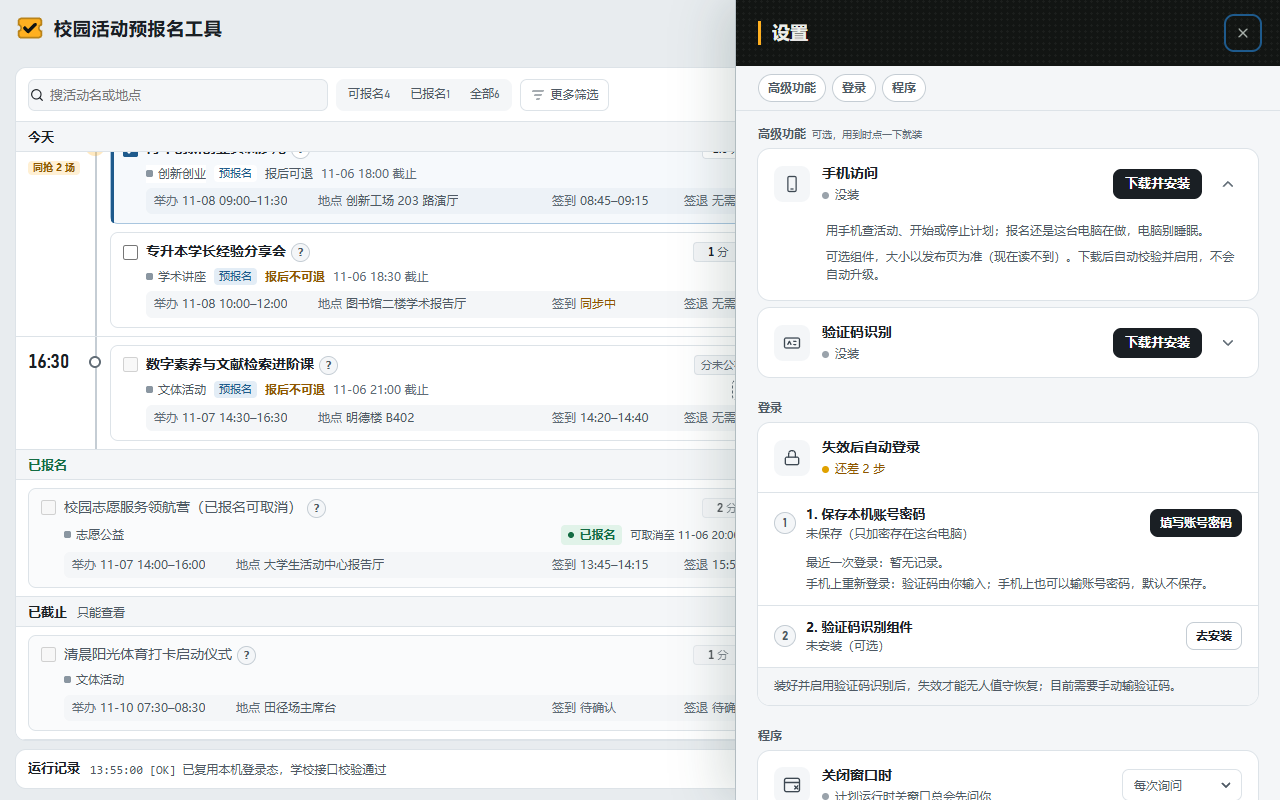 校园活动预报名工具
搜活动名或地点
可报名4 已报名1 全部6
更多筛选
今天
同抢 2 场
创新创业 预报名 报后可退 11-06 18:00 截止
举办 11-08 09:00–11:30 地点 创新工场 203 路演厅 签到 08:45–09:15 签退 无需
专升本学长经验分享会 ? 1 分
学术讲座 预报名 报后不可退 11-06 18:30 截止
举办 11-08 10:00–12:00 地点 图书馆二楼学术报告厅 签到 同步中 签退 无需
16:30
数字素养与文献检索进阶课 ? 分未公
文体活动 预报名 报后不可退 11-06 21:00 截止
举办 11-07 14:30–16:30 地点 明德楼 B402 签到 14:20–14:40 签退 无需
已报名
校园志愿服务领航营（已报名可取消） ? 2 分
志愿公益 已报名 可取消至 11-06 20:00
举办 11-07 14:00–16:00 地点 大学生活动中心报告厅 签到 13:45–14:15 签退 15:5
已截止 只能查看
清晨阳光体育打卡启动仪式 ? 1 分
文体活动
举办 11-10 07:30–08:30 地点 田径场主席台 签到 待确认 签退 待确
运行记录 13:55:00 [OK] 已复用本机登录态，学校接口校验通过
设置
高级功能 登录 程序
高级功能 可选，用到时点一下就装
手机访问
没装
下载并安装
用手机查活动、开始或停止计划；报名还是这台电脑在做，电脑别睡眠。
可选组件，大小以发布页为准（现在读不到）。下载后自动校验并启用，不会
自动升级。
验证码识别
没装
下载并安装
登录
失效后自动登录
还差 2 步
1
1. 保存本机账号密码
未保存（只加密存在这台电脑）
填写账号密码
最近一次登录：暂无记录。
手机上重新登录：验证码由你输入；手机上也可以输账号密码，默认不保存。
2
2. 验证码识别组件
未安装（可选）
去安装
装好并启用验证码识别后，失效才能无人值守恢复；目前需要手动输验证码。
程序
关闭窗口时
计划运行时关窗口总会先问你
每次询问